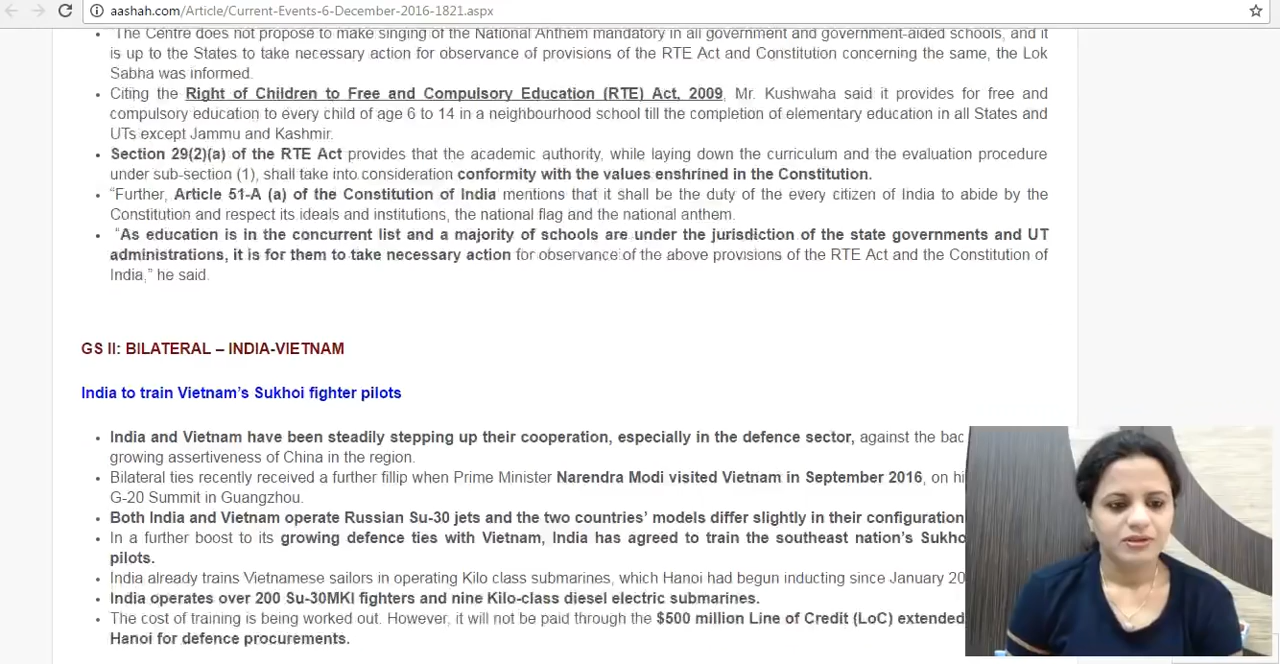 aashah.com/Article/Current-Events-6-December-2016-1821.aspx
• "The Centre does not propose to make singing of the National Anthem mandatory in all government and government-aided schools, and it
is up to the States to take necessary action for observance of provisions of the RTE Act and Constitution concerning the same, the Lok
Sabha was informed.
• Citing the Right of Children to Free and Compulsory Education (RTE) Act, 2009, Mr. Kushwaha said it provides for free and
compulsory education to every child of age 6 to 14 in a neighbourhood school till the completion of elementary education in all States and
UTs except Jammu and Kashmir.
• Section 29(2)(a) of the RTE Act provides that the academic authority, while laying down the curriculum and the evaluation procedure
under sub-section (1), shall take into consideration conformity with the values enshrined in the Constitution.
• “Further, Article 51-A (a) of the Constitution of India mentions that it shall be the duty of the every citizen of India to abide by the
Constitution and respect its ideals and institutions, the national flag and the national anthem.
• “As education is in the concurrent list and a majority of schools are under the jurisdiction of the state governments and UT
administrations, it is for them to take necessary action for observance of the above provisions of the RTE Act and the Constitution of
India,” he said.
GS II: BILATERAL – INDIA-VIETNAM
India to train Vietnam’s Sukhoi fighter pilots
• India and Vietnam have been steadily stepping up their cooperation, especially in the defence sector, against the
growing assertiveness of China in the region.
• Bilateral ties recently received a further fillip when Prime Minister Narendra Modi visited Vietnam in September 2016, on
G-20 Summit in Guangzhou.
• Both India and Vietnam operate Russian Su-30 jets and the two countries’ models differ slightly in their configuration
• In a further boost to its growing defence ties with Vietnam, India has agreed to train the southeast nation’s
pilots.
• India already trains Vietnamese sailors in operating Kilo class submarines, which Hanoi had begun inducting since January
• India operates over 200 Su-30MKI fighters and nine Kilo-class diesel electric submarines.
• The cost of training is being worked out. However, it will not be paid through the $500 million Line of Credit (LoC) extended
Hanoi for defence procurements.